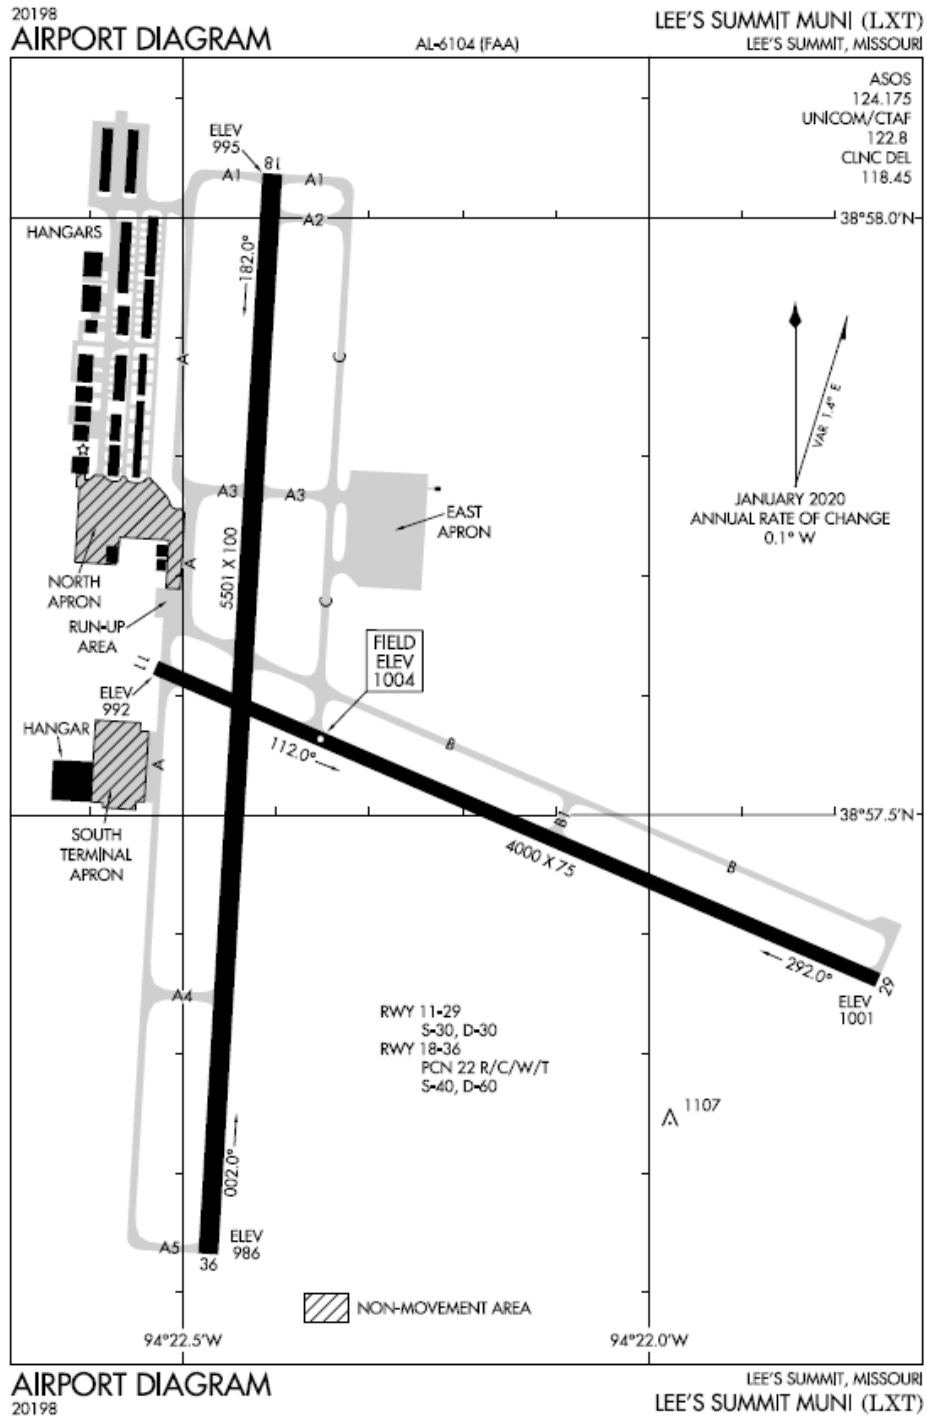 20198
AIRPORT DIAGRAM
AL-6104 (FAA)
LEE'S SUMMIT MUNI (LXT)
LEE'S SUMMIT, MISSOURI
ASOS
124.175
UNICOM/CTAF
122.8
CLNC DEL
118.45
ELEV
995
18
A1
A1
A2
38°58.0'N
HANGARS
182.0°
A
C
VAR 1.4° E
JANUARY 2020
ANNUAL RATE OF CHANGE
0.1° W
A3
A3
EAST
APRON
5501 X 100
A
C
NORTH
APRON
RUN-UP
AREA
FIELD
ELEV
1004
11
ELEV
992
HANGAR
A
112.0°
B
SOUTH
TERMINAL
APRON
B1
38°57.5'N
4000 X 75
B
292.0°
29
ELEV
1001
A4
RWY 11-29
S-30, D-30
RWY 18-36
PCN 22 R/C/W/T
S-40, D-60
1107
002.0°
A5
36
ELEV
986
NON-MOVEMENT AREA
94°22.5'W
94°22.0'W
AIRPORT DIAGRAM
20198
LEE'S SUMMIT, MISSOURI
LEE'S SUMMIT MUNI (LXT)